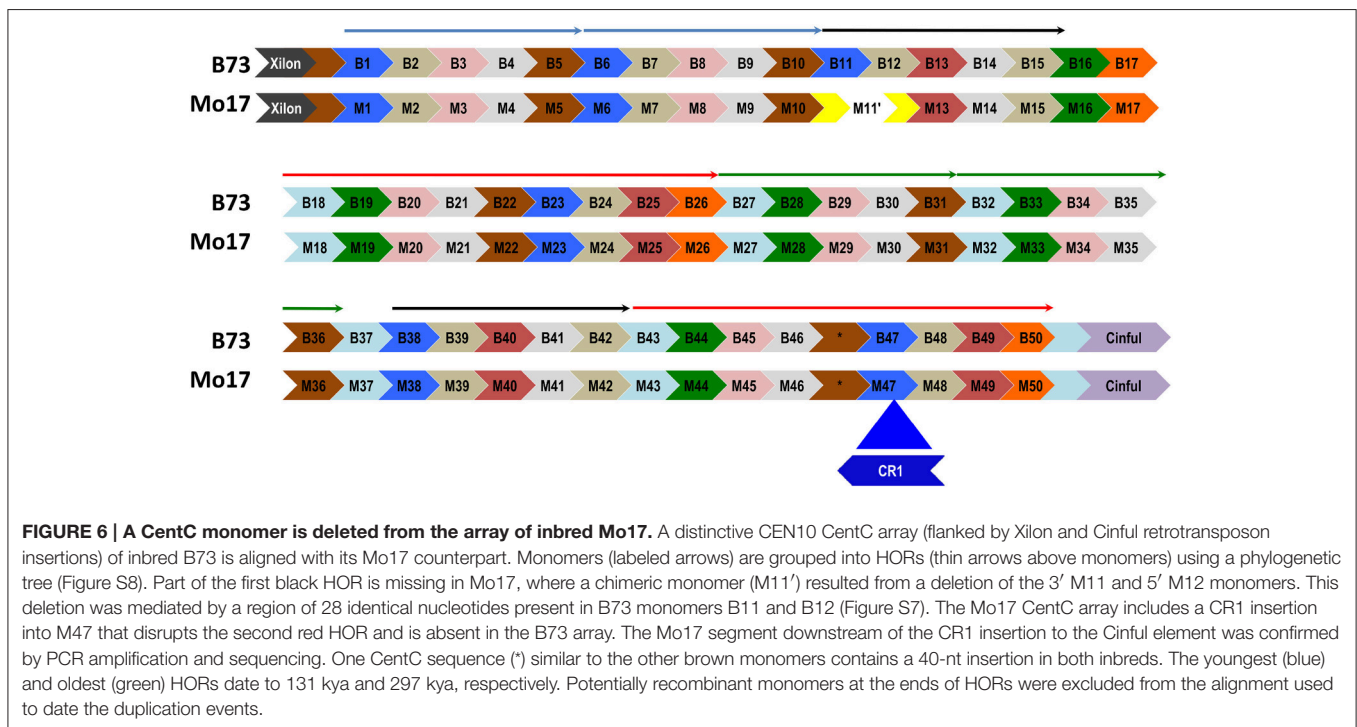 B73 Xilon B1 B2 B3 B4 B5 B6 B7 B8 B9 B10 B11 B12 B13 B14 B15 B16 B17
Mo17 Xilon M1 M2 M3 M4 M5 M6 M7 M8 M9 M10 M11' M13 M14 M15 M16 M17
B73 B18 B19 B20 B21 B22 B23 B24 B25 B26 B27 B28 B29 B30 B31 B32 B33 B34 B35
Mo17 M18 M19 M20 M21 M22 M23 M24 M25 M26 M27 M28 M29 M30 M31 M32 M33 M34 M35
B73 B36 B37 B38 B39 B40 B41 B42 B43 B44 B45 B46 * B47 B48 B49 B50 Cinful
Mo17 M36 M37 M38 M39 M40 M41 M42 M43 M44 M45 M46 * M47 M48 M49 M50 Cinful
CR1
FIGURE 6 | A CentC monomer is deleted from the array of inbred Mo17. A distinctive CEN10 CentC array (flanked by Xilon and Cinful retrotransposon
insertions) of inbred B73 is aligned with its Mo17 counterpart. Monomers (labeled arrows) are grouped into HORs (thin arrows above monomers) using a phylogenetic
tree (Figure S8). Part of the first black HOR is missing in Mo17, where a chimeric monomer (M11′) resulted from a deletion of the 3′ M11 and 5′ M12 monomers. This
deletion was mediated by a region of 28 identical nucleotides present in B73 monomers B11 and B12 (Figure S7). The Mo17 CentC array includes a CR1 insertion
into M47 that disrupts the second red HOR and is absent in the B73 array. The Mo17 segment downstream of the CR1 insertion to the Cinful element was confirmed
by PCR amplification and sequencing. One CentC sequence (*) similar to the other brown monomers contains a 40-nt insertion in both inbreds. The youngest (blue)
and oldest (green) HORs date to 131 kya and 297 kya, respectively. Potentially recombinant monomers at the ends of HORs were excluded from the alignment used
to date the duplication events.